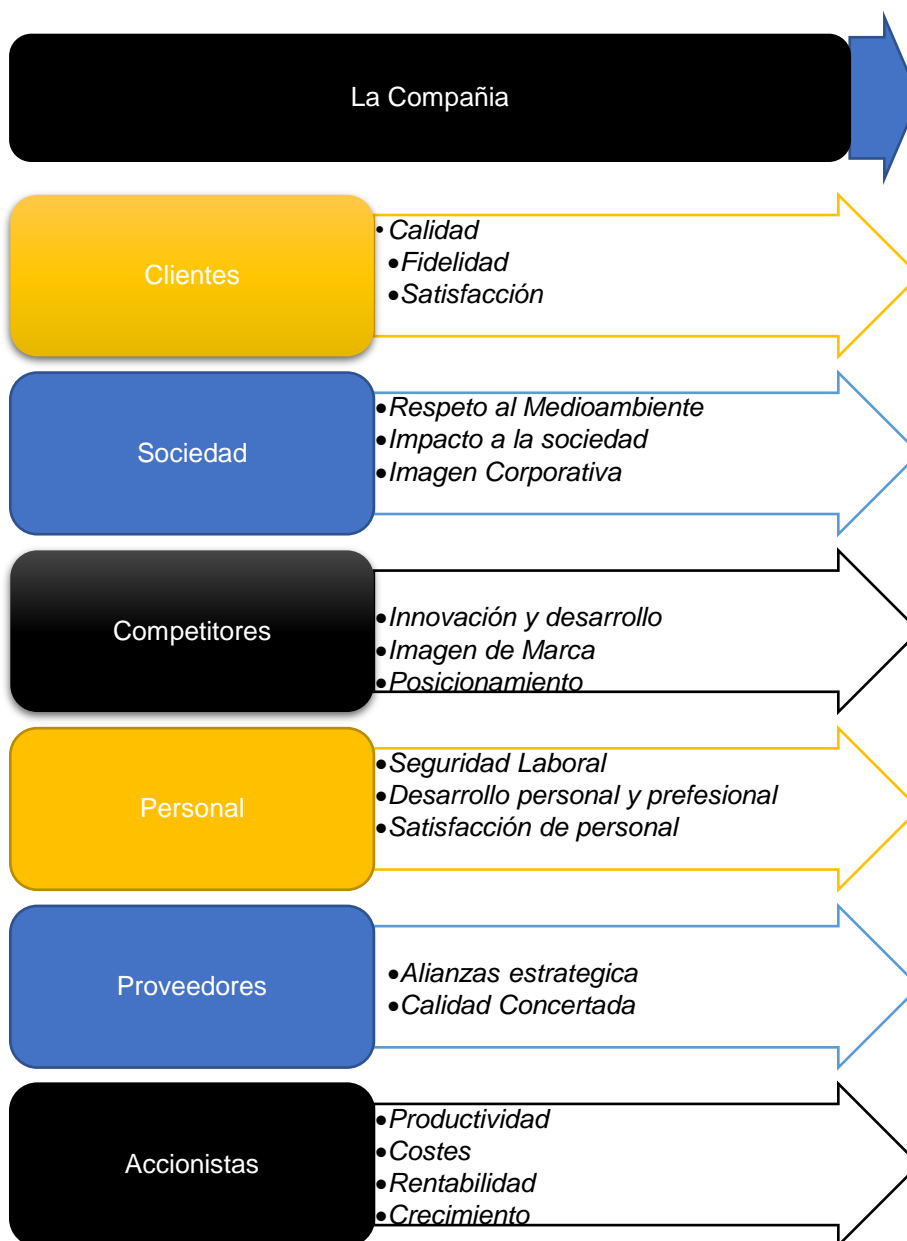 La Compañia
Clientes
• Calidad
•Fidelidad
•Satisfacción
Sociedad
•Respeto al Medioambiente
•Impacto a la sociedad
•Imagen Corporativa
Competitores
•Innovación y desarrollo
•Imagen de Marca
•Posicionamiento
Personal
•Seguridad Laboral
•Desarrollo personal y prefesional
•Satisfacción de personal
Proveedores
•Alianzas estrategica
•Calidad Concertada
Accionistas
•Productividad
•Costes
•Rentabilidad
•Crecimiento